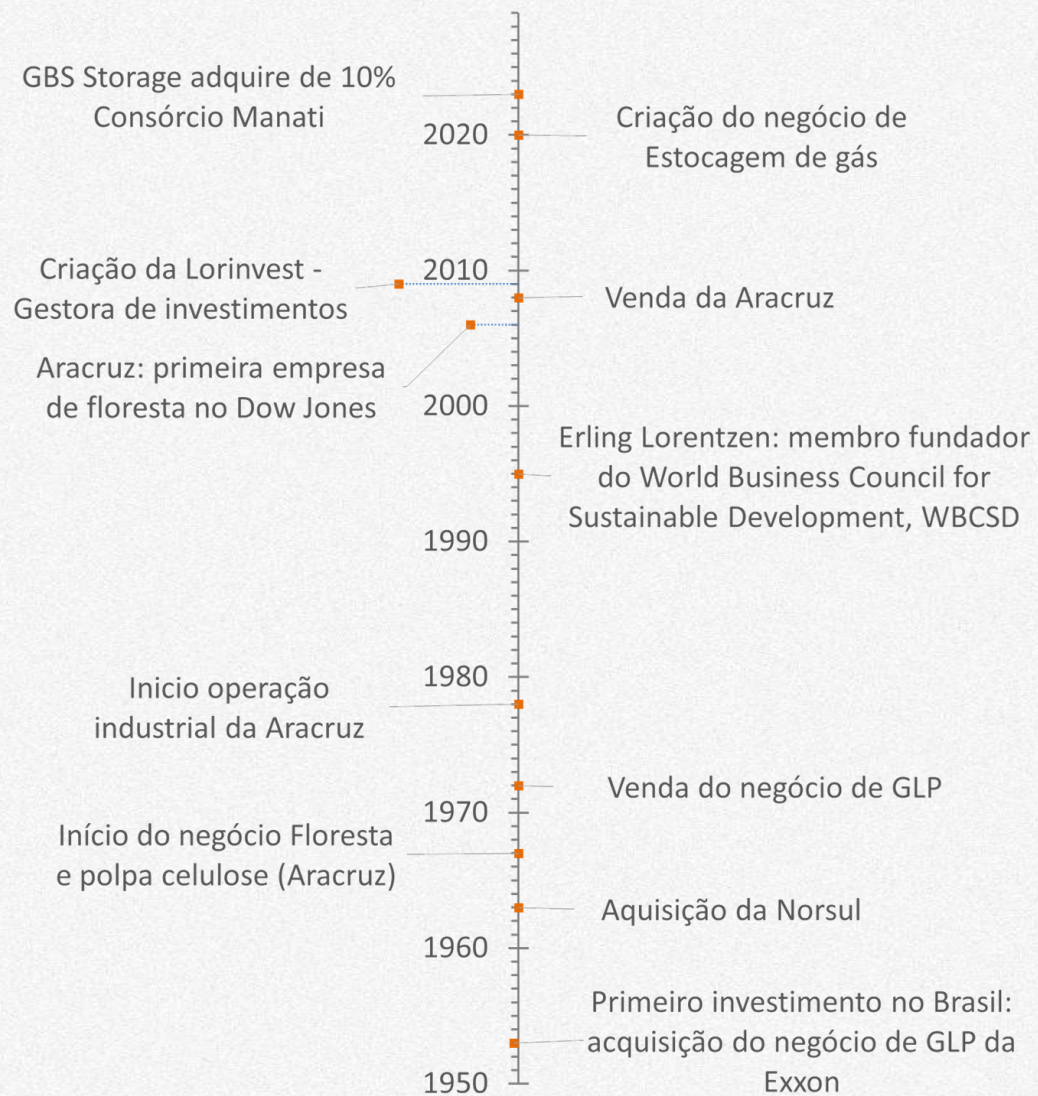 GBS Storage adquire de 10%
Consórcio Manati
2020
Criação do negócio de
Estocagem de gás
Criação da Lorinvest -
Gestora de investimentos
2010
Venda da Aracruz
Aracruz: primeira empresa
de floresta no Dow Jones
2000
Erling Lorentzen: membro fundador
do World Business Council for
Sustainable Development, WBCSD
1990
1980
Inicio operação
industrial da Aracruz
Venda do negócio de GLP
1970
Início do negócio Floresta
e polpa celulose (Aracruz)
Aquisição da Norsul
1960
Primeiro investimento no Brasil:
acquisição do negócio de GLP da
Exxon
1950